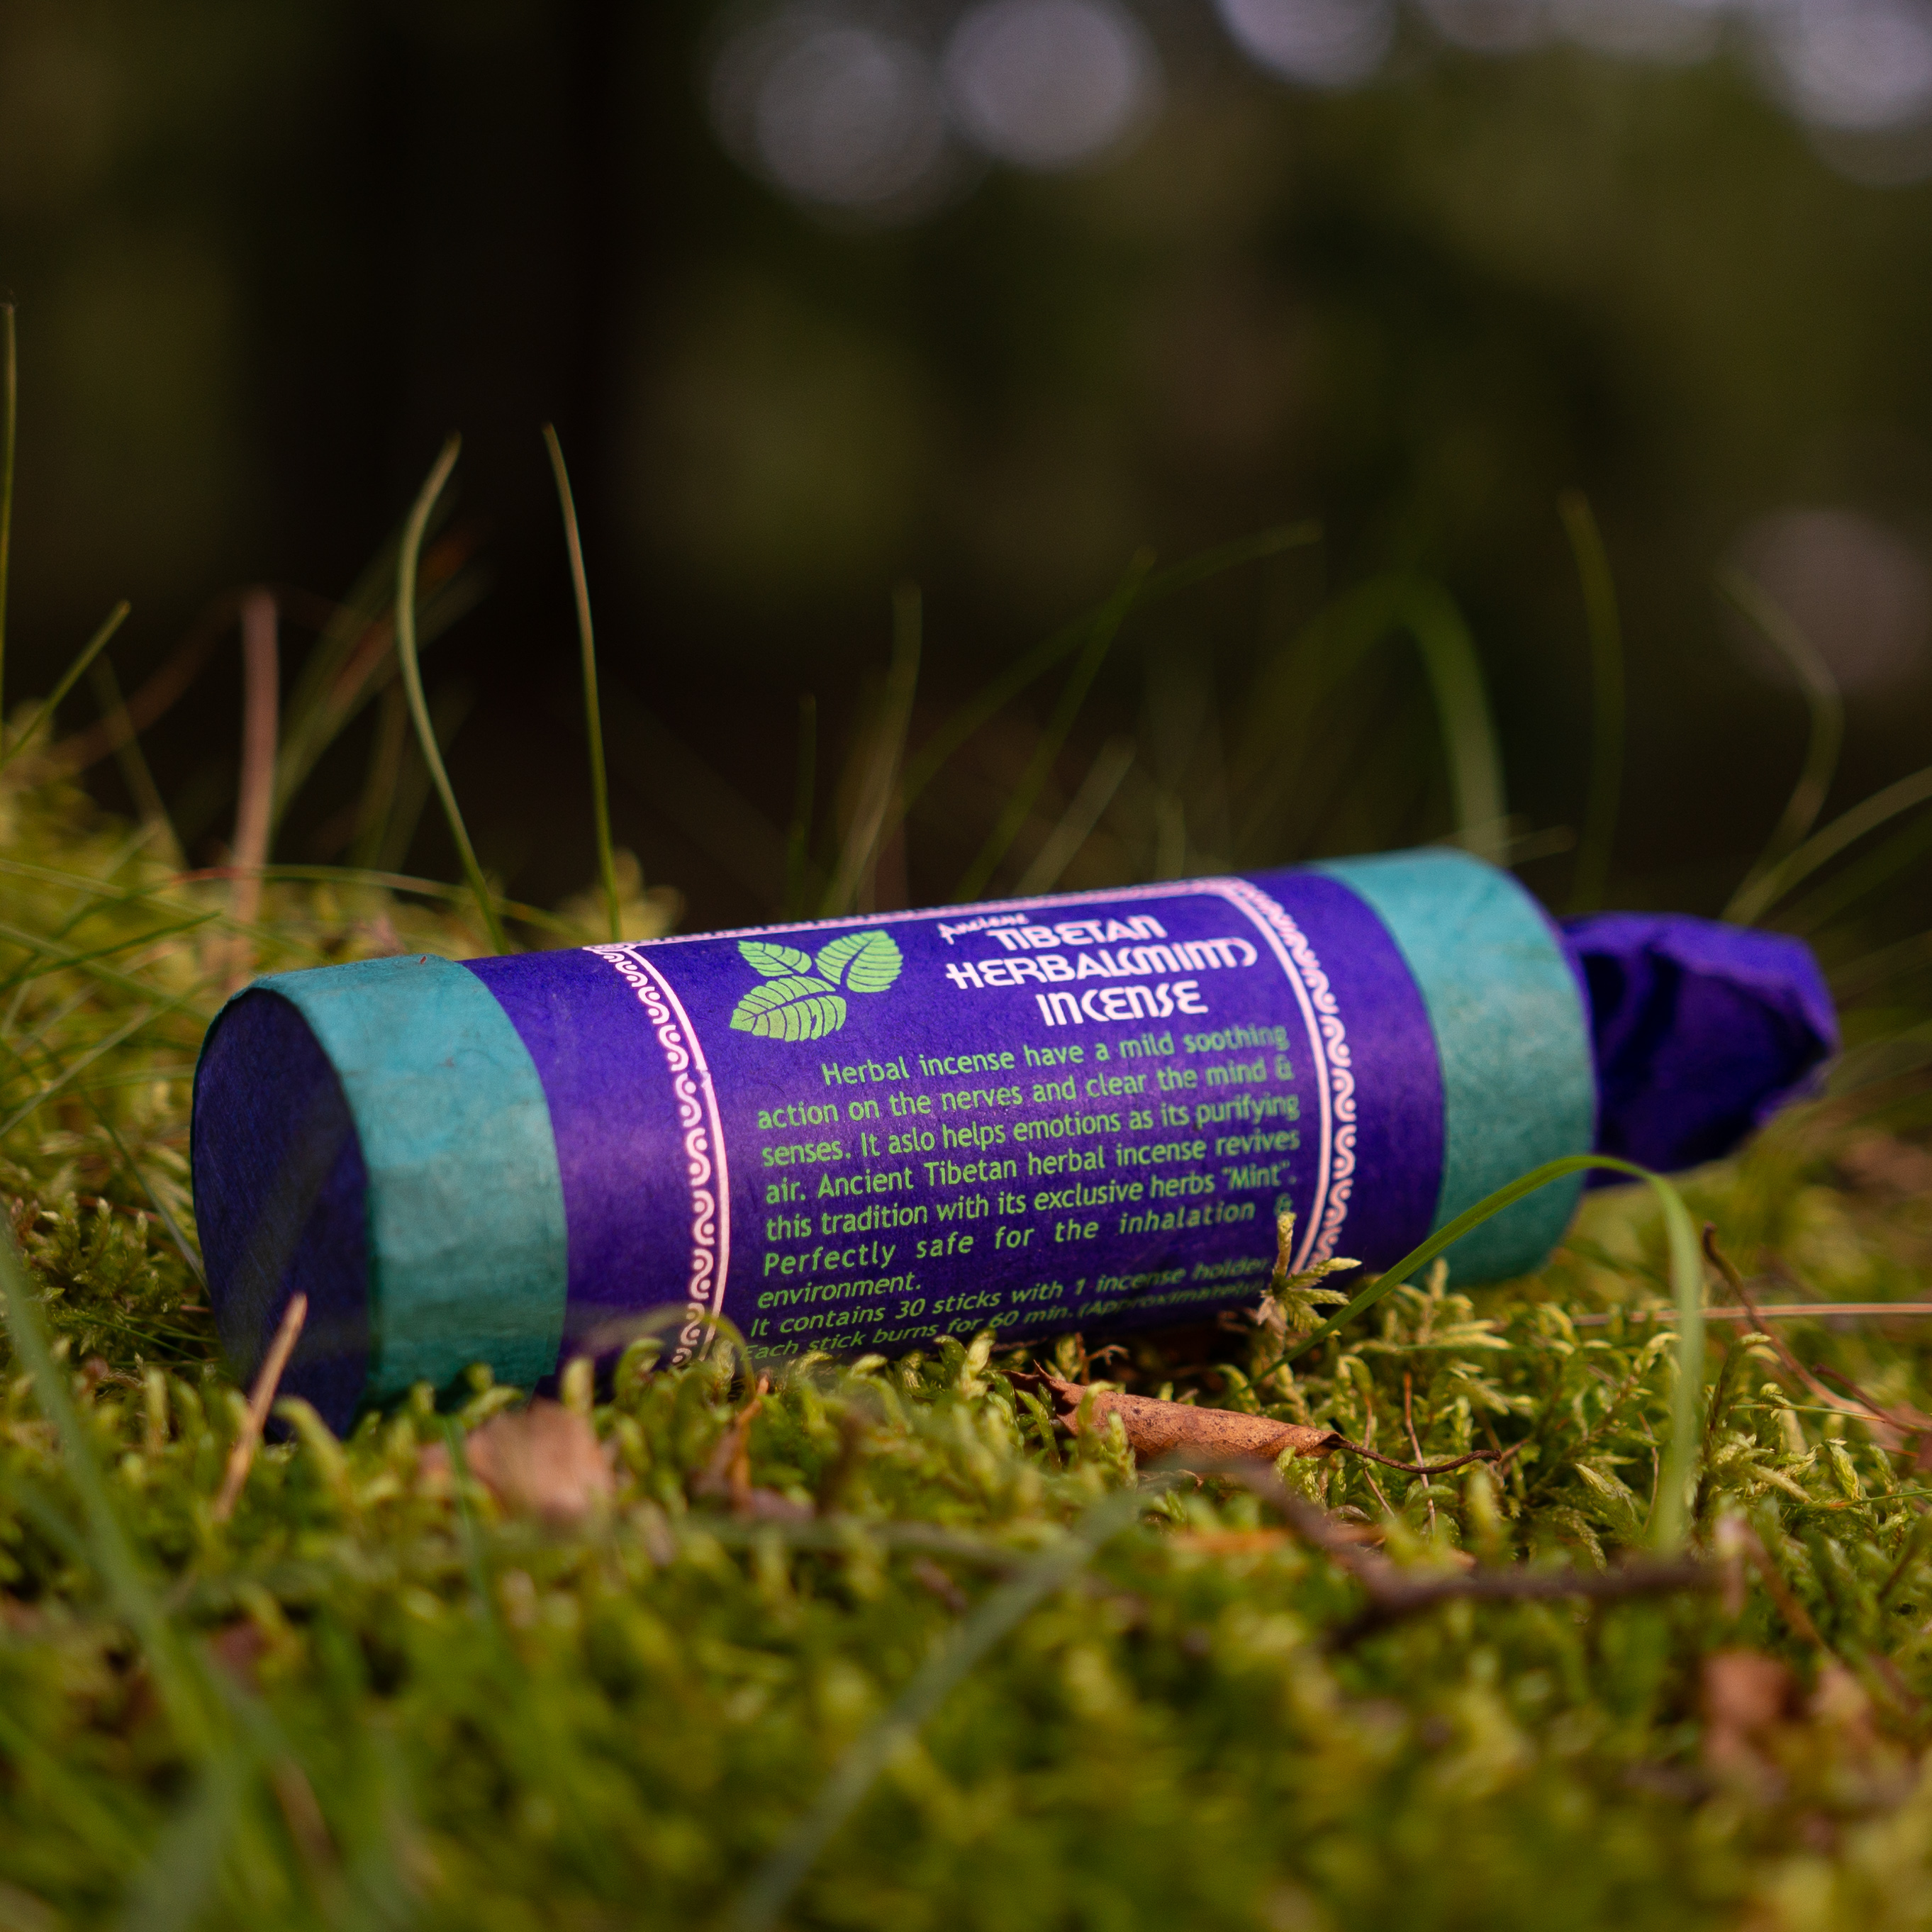 Ancient
TIBETAN
HERBAL(MINT)
INCENSE
Herbal incense have a mild soothing
action on the nerves and clear the mind &
senses. It aslo helps emotions as its purifying
air. Ancient Tibetan herbal incense revives
this tradition with its exclusive herbs "Mint".
Perfectly safe for the inhalation &
environment.
It contains 30 sticks with 1 incense holder
Each stick burns for 60 min. (Approximately)